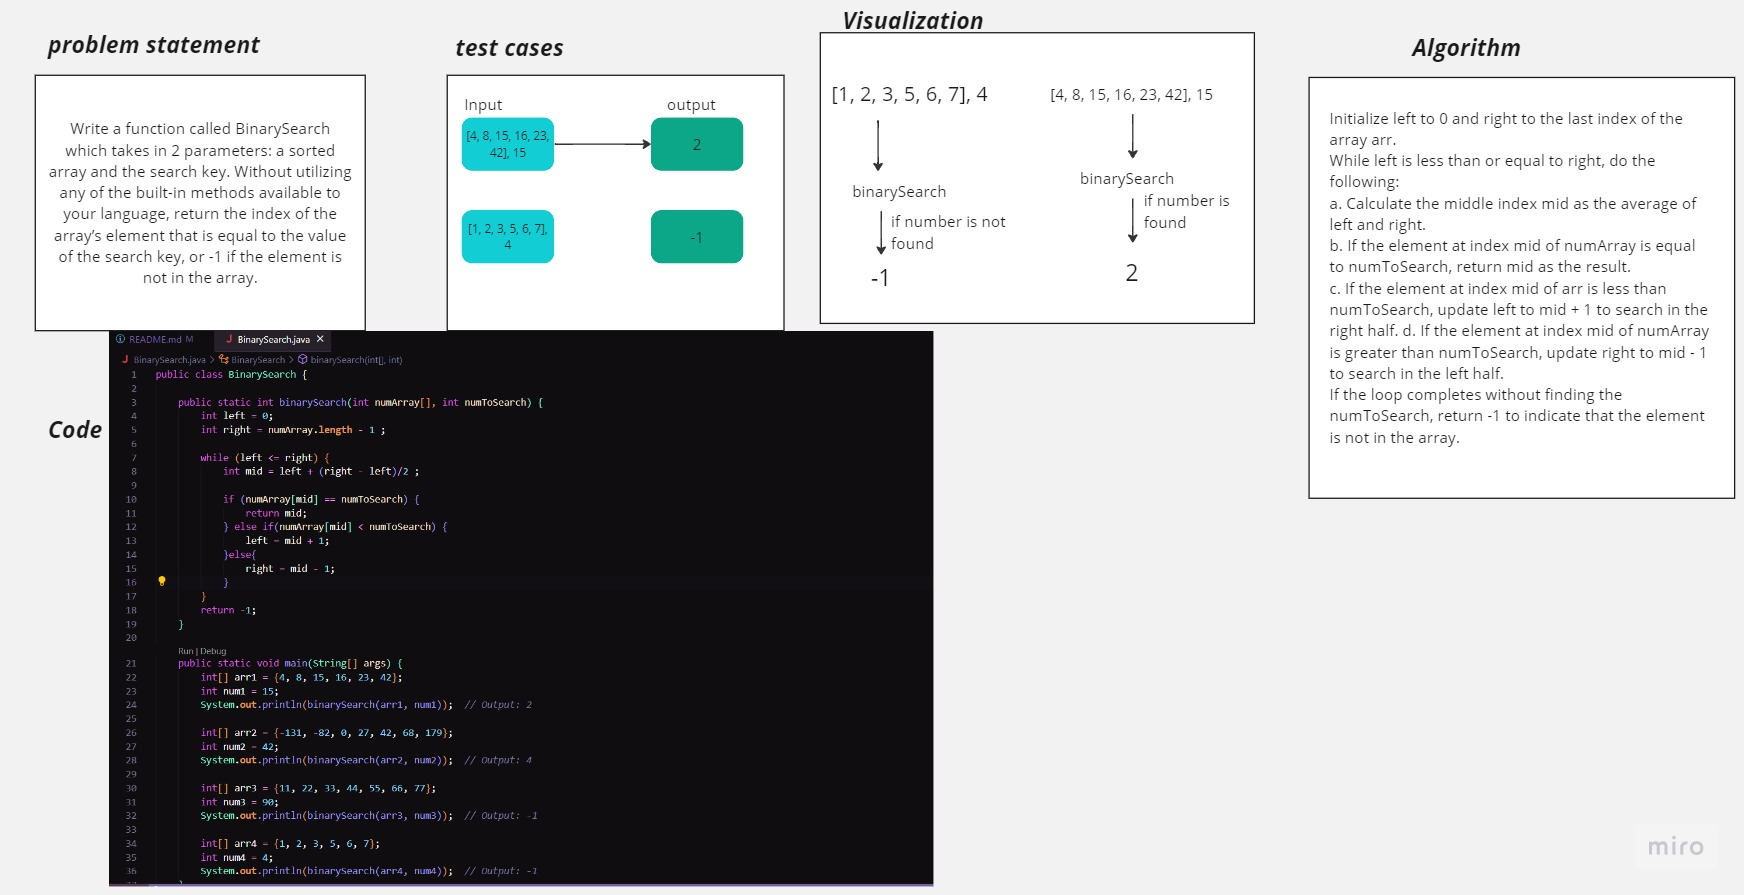 problem statement
Write a function called BinarySearch
which takes in 2 parameters: a sorted
array and the search key. Without utilizing
any of the built-in methods available to
your language, return the index of the
array’s element that is equal to the value
of the search key, or -1 if the element is
not in the array.
test cases
Input
output
[4, 8, 15, 16, 23,
42], 15
2
[1, 2, 3, 5, 6, 7],
4
-1
Visualization
[1, 2, 3, 5, 6, 7], 4
binarySearch
if number is not
found
-1
[4, 8, 15, 16, 23, 42], 15
binarySearch
if number is
found
2
Algorithm
Initialize left to 0 and right to the last index of the
array arr.
While left is less than or equal to right, do the
following:
a. Calculate the middle index mid as the average of
left and right.
b. If the element at index mid of numArray is equal
to numToSearch, return mid as the result.
c. If the element at index mid of arr is less than
numToSearch, update left to mid + 1 to search in the
right half. d. If the element at index mid of numArray
is greater than numToSearch, update right to mid - 1
to search in the left half.
If the loop completes without finding the
numToSearch, return -1 to indicate that the element
is not in the array.
Code
README.md M
J BinarySearch.java ×
J BinarySearch.java > BinarySearch > binarySearch(int[], int)
1 public class BinarySearch {
2
3 public static int binarySearch(int numArray[], int numToSearch) {
4 int left = 0;
5 int right = numArray.length - 1 ;
6
7 while (left <= right) {
8 int mid = left + (right - left)/2 ;
9
10 if (numArray[mid] == numToSearch) {
11 return mid;
12 } else if(numArray[mid] < numToSearch) {
13 left = mid + 1;
14 }else{
15 right = mid - 1;
16 }
17 }
18 return -1;
19 }
20
Run | Debug
21 public static void main(String[] args) {
22 int[] arr1 = {4, 8, 15, 16, 23, 42};
23 int num1 = 15;
24 System.out.println(binarySearch(arr1, num1)); // Output: 2
25
26 int[] arr2 = {-131, -82, 0, 27, 42, 68, 179};
27 int num2 = 42;
28 System.out.println(binarySearch(arr2, num2)); // Output: 4
29
30 int[] arr3 = {11, 22, 33, 44, 55, 66, 77};
31 int num3 = 90;
32 System.out.println(binarySearch(arr3, num3)); // Output: -1
33
34 int[] arr4 = {1, 2, 3, 5, 6, 7};
35 int num4 = 4;
36 System.out.println(binarySearch(arr4, num4)); // Output: -1
miro